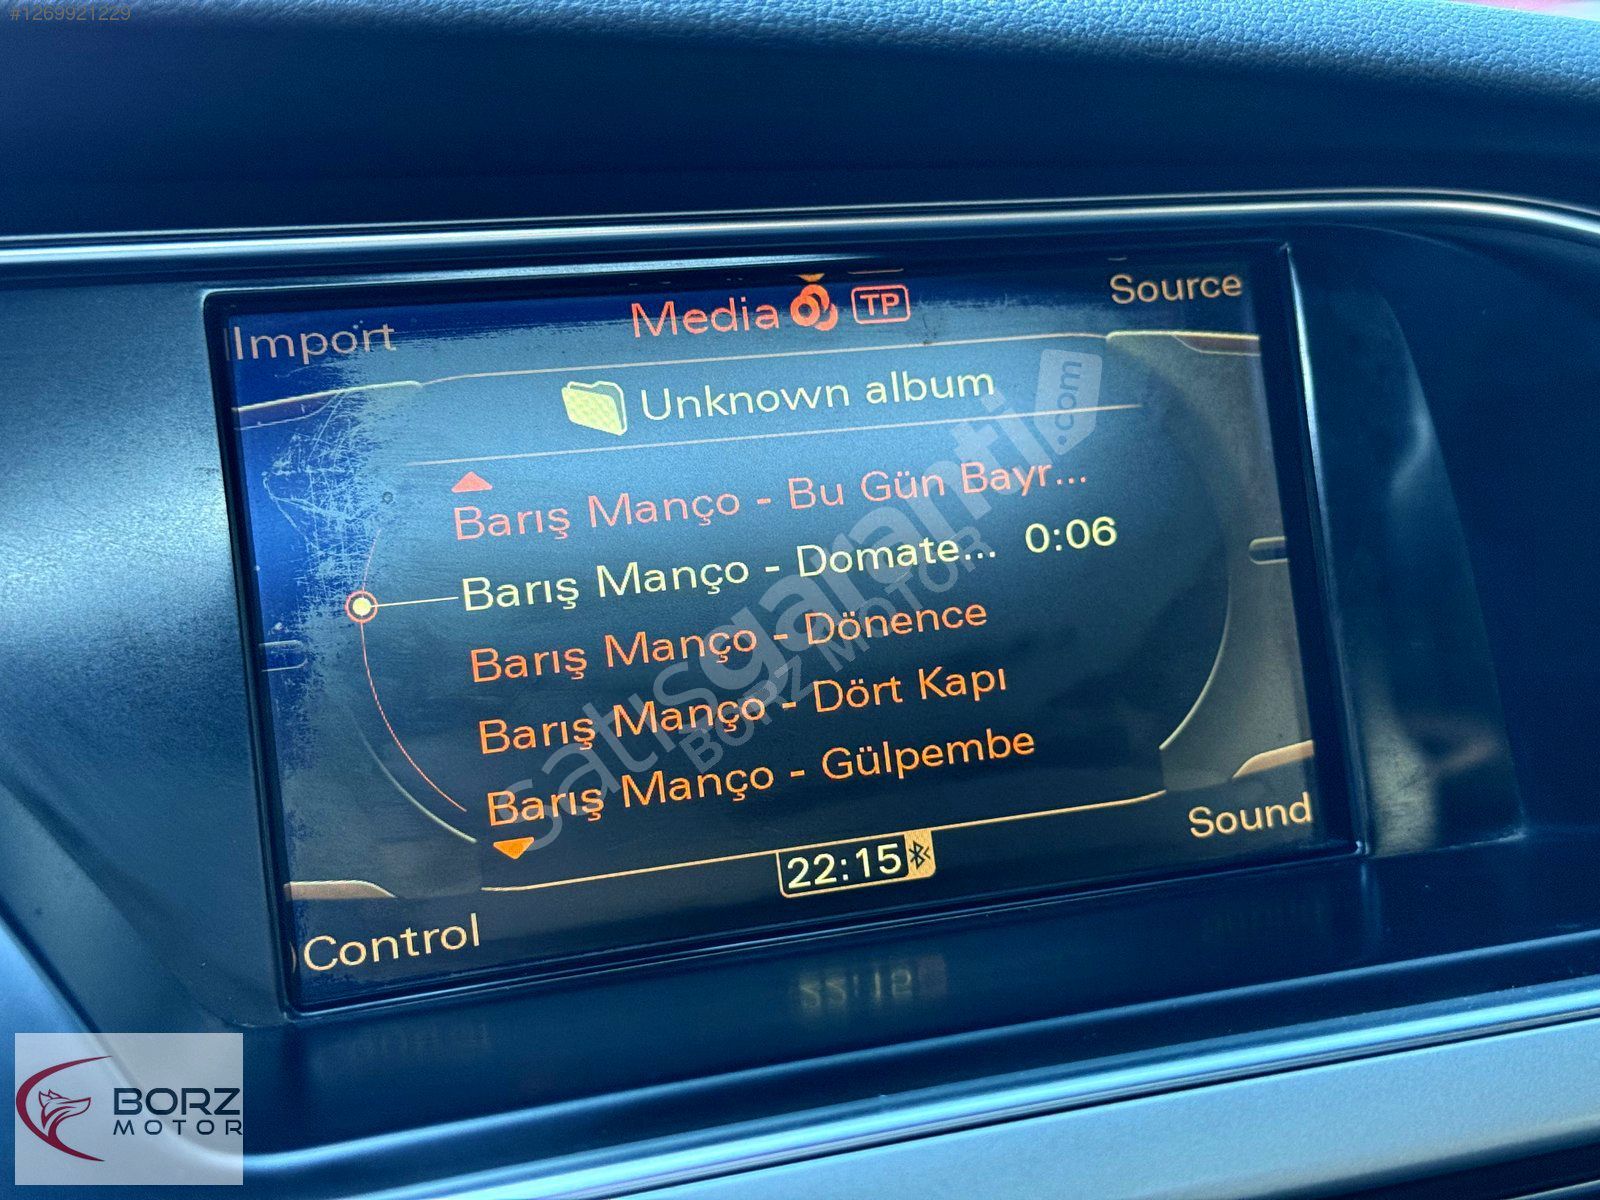 #1269921229
Import
Media TP
Source
Unknown album
Barış Manço - Bu Gün Bayr...
Barış Manço - Domate... 0:06
Barış Manço - Dönence
Barış Manço - Dört Kapı
Barış Manço - Gülpembe
satışgaranti.com
BORZ MOTOR
Sound
22:15
Control
BORZ
MOTOR